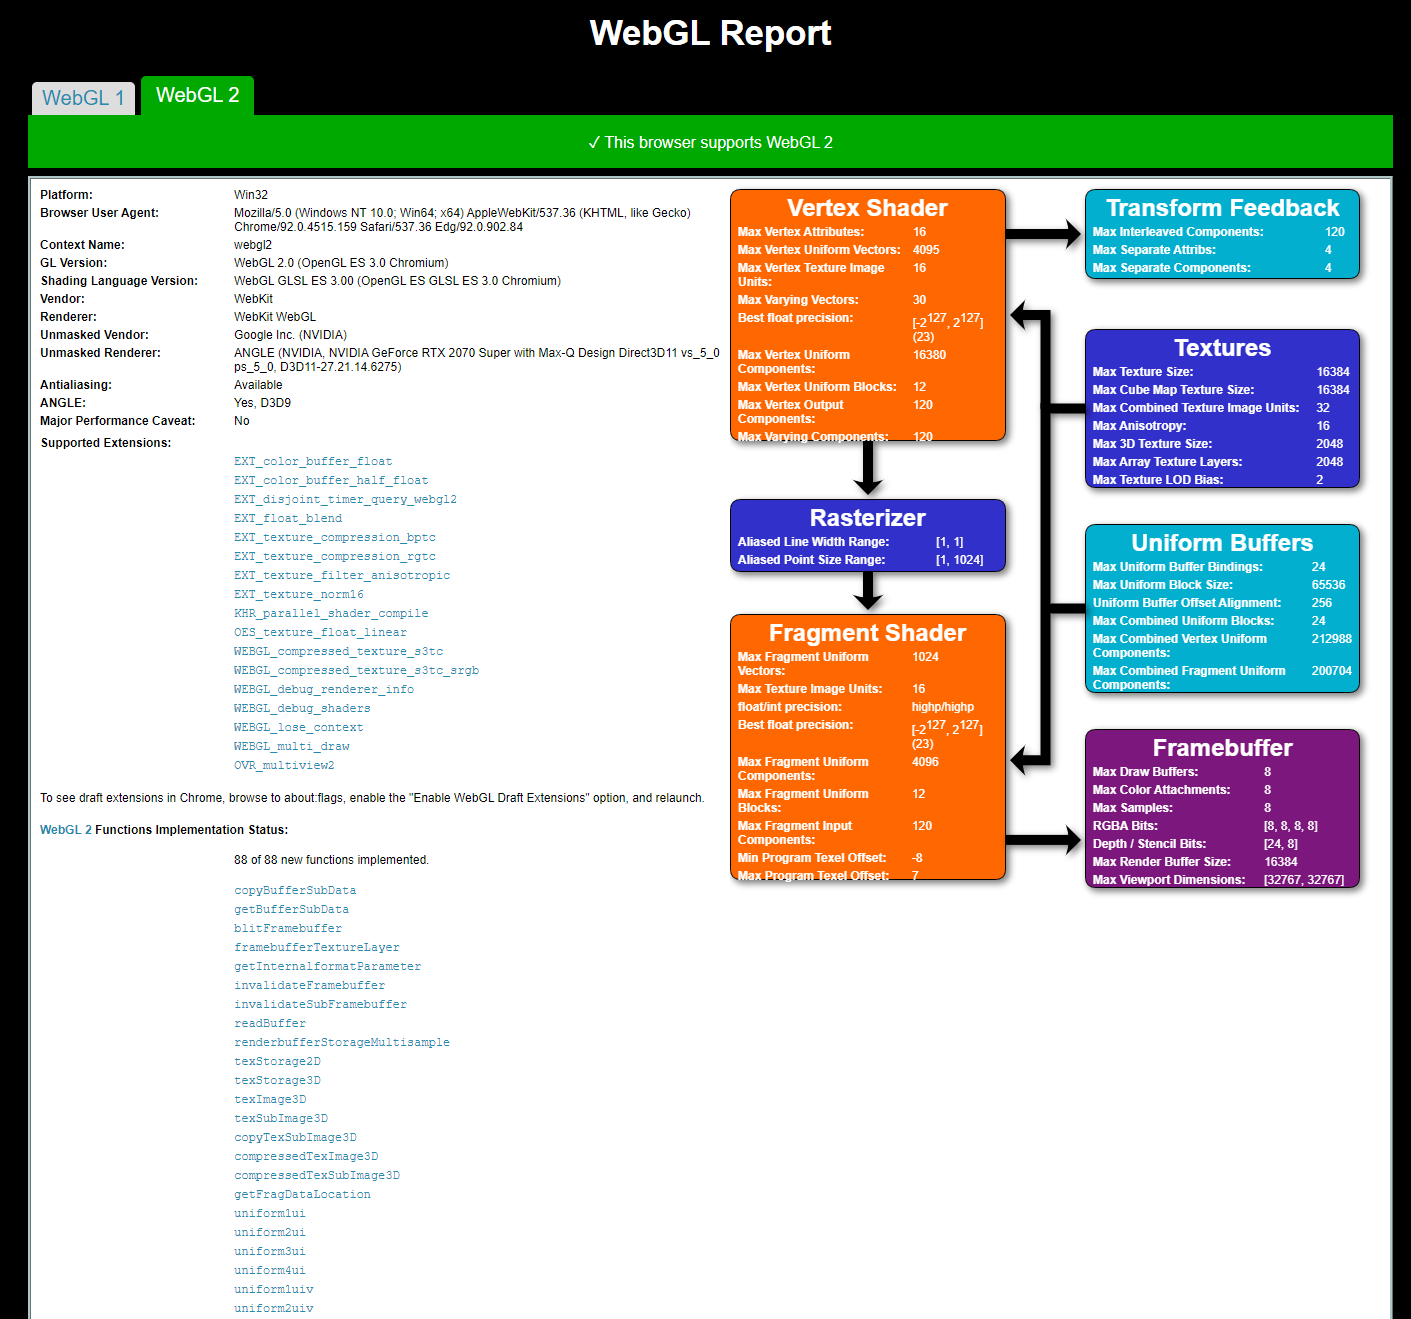 WebGL Report
WebGL 1
WebGL 2
✓ This browser supports WebGL 2
Platform: Win32
Browser User Agent: Mozilla/5.0 (Windows NT 10.0; Win64; x64) AppleWebKit/537.36 (KHTML, like Gecko)
Chrome/92.0.4515.159 Safari/537.36 Edg/92.0.902.84
Context Name: webgl2
GL Version: WebGL 2.0 (OpenGL ES 3.0 Chromium)
Shading Language Version: WebGL GLSL ES 3.00 (OpenGL ES GLSL ES 3.0 Chromium)
Vendor: WebKit
Renderer: WebKit WebGL
Unmasked Vendor: Google Inc. (NVIDIA)
Unmasked Renderer: ANGLE (NVIDIA, NVIDIA GeForce RTX 2070 Super with Max-Q Design Direct3D11 vs_5_0
ps_5_0, D3D11-27.21.14.6275)
Antialiasing: Available
ANGLE: Yes, D3D9
Major Performance Caveat: No
Supported Extensions:
EXT_color_buffer_float
EXT_color_buffer_half_float
EXT_disjoint_timer_query_webgl2
EXT_float_blend
EXT_texture_compression_bptc
EXT_texture_compression_rgtc
EXT_texture_filter_anisotropic
EXT_texture_norm16
KHR_parallel_shader_compile
OES_texture_float_linear
WEBGL_compressed_texture_s3tc
WEBGL_compressed_texture_s3tc_srgb
WEBGL_debug_renderer_info
WEBGL_debug_shaders
WEBGL_lose_context
WEBGL_multi_draw
OVR_multiview2
To see draft extensions in Chrome, browse to about:flags, enable the "Enable WebGL Draft Extensions" option, and relaunch.
WebGL 2 Functions Implementation Status:
88 of 88 new functions implemented.
copyBufferSubData
getBufferSubData
blitFramebuffer
framebufferTextureLayer
getInternalformatParameter
invalidateFramebuffer
invalidateSubFramebuffer
readBuffer
renderbufferStorageMultisample
texStorage2D
texStorage3D
texImage3D
texSubImage3D
copyTexSubImage3D
compressedTexImage3D
compressedTexSubImage3D
getFragDataLocation
uniform1ui
uniform2ui
uniform3ui
uniform4ui
uniform1uiv
uniform2uiv
Vertex Shader
Max Vertex Attributes: 16
Max Vertex Uniform Vectors: 4095
Max Vertex Texture Image 16
Units:
Max Varying Vectors: 30
Best float precision: [-2^127, 2^127]
(23)
Max Vertex Uniform 16380
Components:
Max Vertex Uniform Blocks: 12
Max Vertex Output 120
Components:
Max Varying Components: 120
Rasterizer
Aliased Line Width Range: [1, 1]
Aliased Point Size Range: [1, 1024]
Fragment Shader
Max Fragment Uniform 1024
Vectors:
Max Texture Image Units: 16
float/int precision: highp/highp
Best float precision: [-2^127, 2^127]
(23)
Max Fragment Uniform 4096
Components:
Max Fragment Uniform 12
Blocks:
Max Fragment Input 120
Components:
Min Program Texel Offset: -8
Max Program Texel Offset: 7
Transform Feedback
Max Interleaved Components: 120
Max Separate Attribs: 4
Max Separate Components: 4
Textures
Max Texture Size: 16384
Max Cube Map Texture Size: 16384
Max Combined Texture Image Units: 32
Max Anisotropy: 16
Max 3D Texture Size: 2048
Max Array Texture Layers: 2048
Max Texture LOD Bias: 2
Uniform Buffers
Max Uniform Buffer Bindings: 24
Max Uniform Block Size: 65536
Uniform Buffer Offset Alignment: 256
Max Combined Uniform Blocks: 24
Max Combined Vertex Uniform 212988
Components:
Max Combined Fragment Uniform 200704
Components:
Framebuffer
Max Draw Buffers: 8
Max Color Attachments: 8
Max Samples: 8
RGBA Bits: [8, 8, 8, 8]
Depth / Stencil Bits: [24, 8]
Max Render Buffer Size: 16384
Max Viewport Dimensions: [32767, 32767]